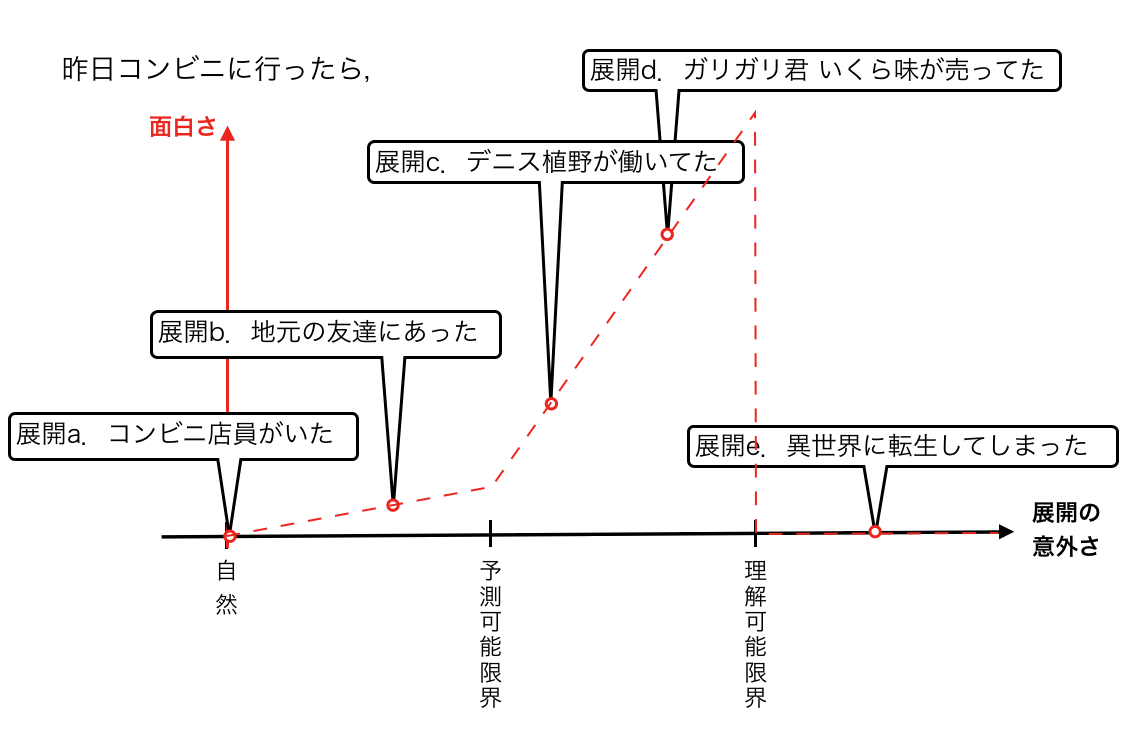 昨日コンビニに行ったら,
展開d．ガリガリ君 いくら味が売ってた
面白さ
展開c．デニス植野が働いてた
展開b．地元の友達にあった
展開a．コンビニ店員がいた
展開e．異世界に転生してしまった
展開の
意外さ
自然
予測可能限界
理解可能限界